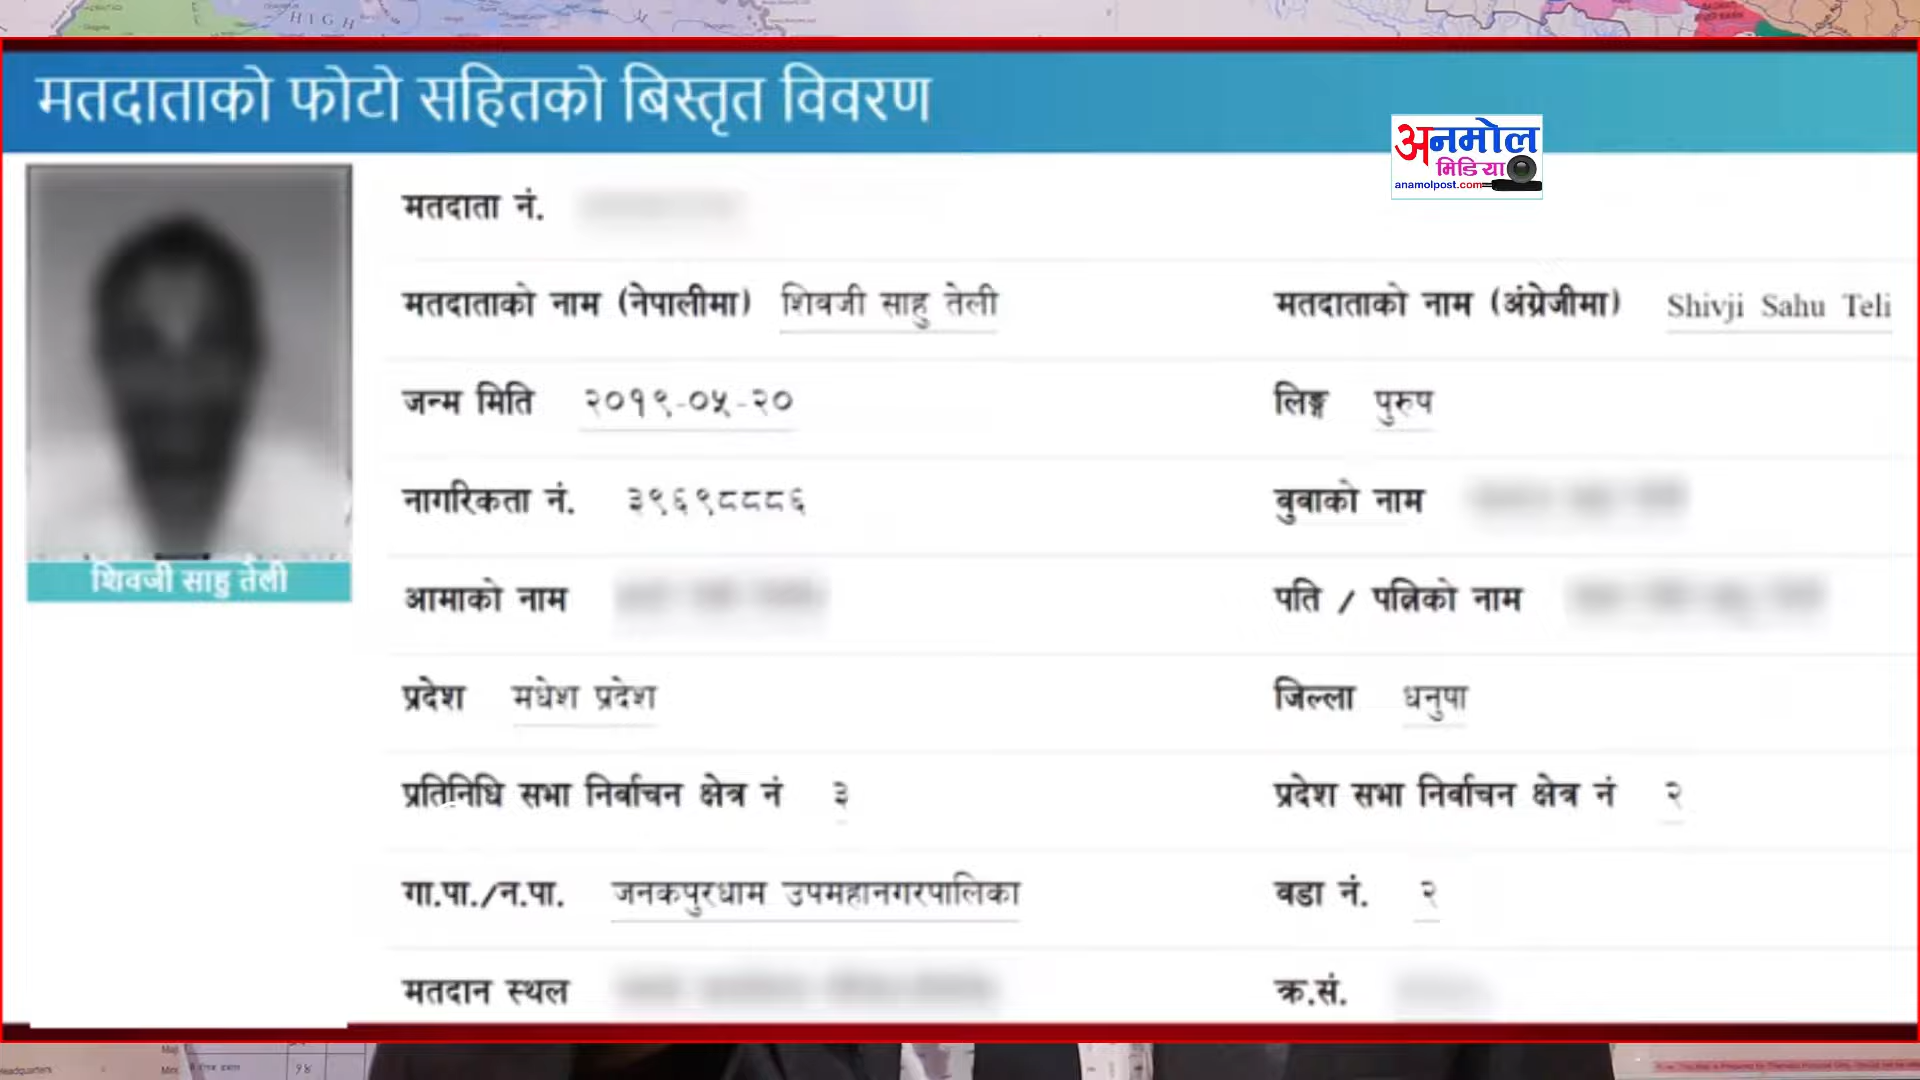 HIGH
मतदाताको फोटो सहितको बिस्तृत विवरण
अनमोल
मिडिया
anamolpost.com
मतदाता नं.
मतदाताको नाम (नेपालीमा) शिवजी साहु तेली मतदाताको नाम (अंग्रेजीमा) Shivji Sahu Teli
जन्म मिति २०१९-०५-२० लिङ्ग पुरुष
नागरिकता नं. ३९६९८८८६ वुवाको नाम
शिवजी साहु तेली
आमाको नाम पति / पत्निको नाम
प्रदेश मधेश प्रदेश जिल्ला धनुषा
प्रतिनिधि सभा निर्वाचन क्षेत्र नं ३ प्रदेश सभा निर्वाचन क्षेत्र नं २
गा.पा./न.पा. जनकपुरधाम उपमहानगरपालिका वडा नं. २
मतदान स्थल क्र.सं.